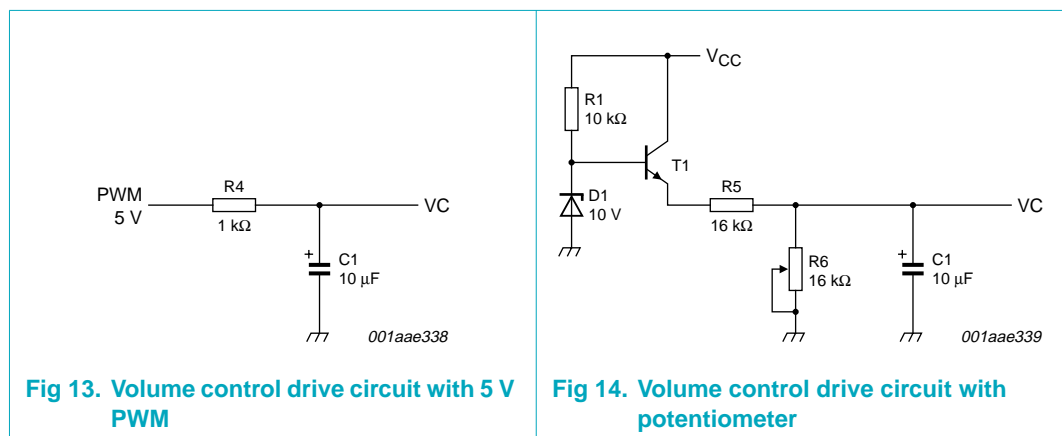 PWM
5 V
R4
1 kΩ
VC
+
C1
10 μF
001aae338
Fig 13. Volume control drive circuit with 5 V
PWM
VCC
R1
10 kΩ
T1
D1
10 V
R5
16 kΩ
VC
R6
16 kΩ
+
C1
10 μF
001aae339
Fig 14. Volume control drive circuit with
potentiometer